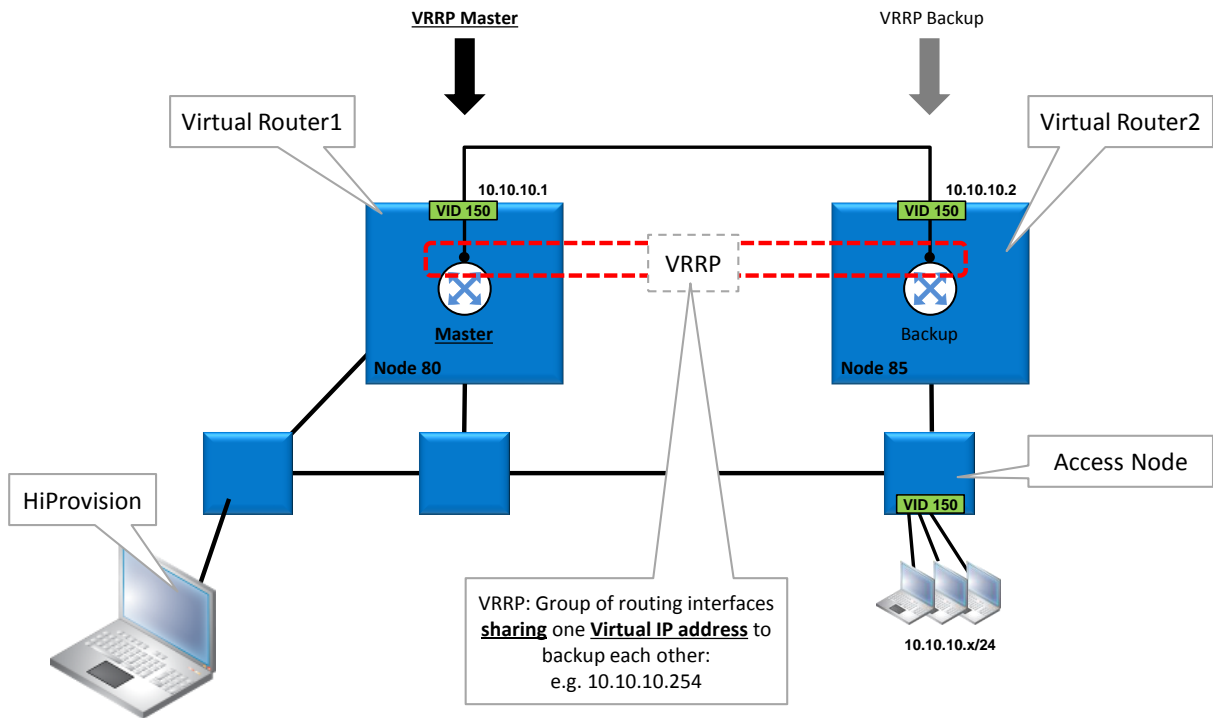 VRRP Master
VRRP Backup
Virtual Router1
Virtual Router2
10.10.10.1
10.10.10.2
VID 150
VID 150
VRRP
Master
Backup
Node 80
Node 85
Access Node
HiProvision
VID 150
VRRP: Group of routing interfaces
sharing one Virtual IP address to
backup each other:
e.g. 10.10.10.254
10.10.10.x/24